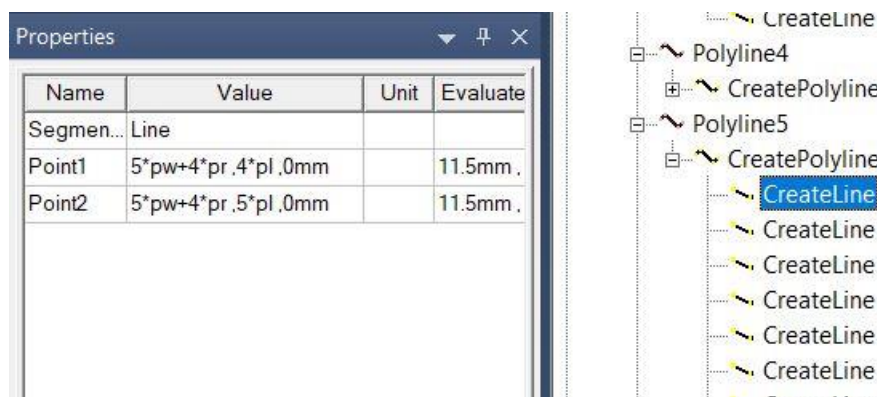 Properties
Name Value Unit Evaluate
Segmen... Line
Point1 5*pw+4*pr ,4*pl ,0mm 11.5mm ,
Point2 5*pw+4*pr ,5*pl ,0mm 11.5mm ,
CreateLine
Polyline4
CreatePolyline
Polyline5
CreatePolyline
CreateLine
CreateLine
CreateLine
CreateLine
CreateLine
CreateLine